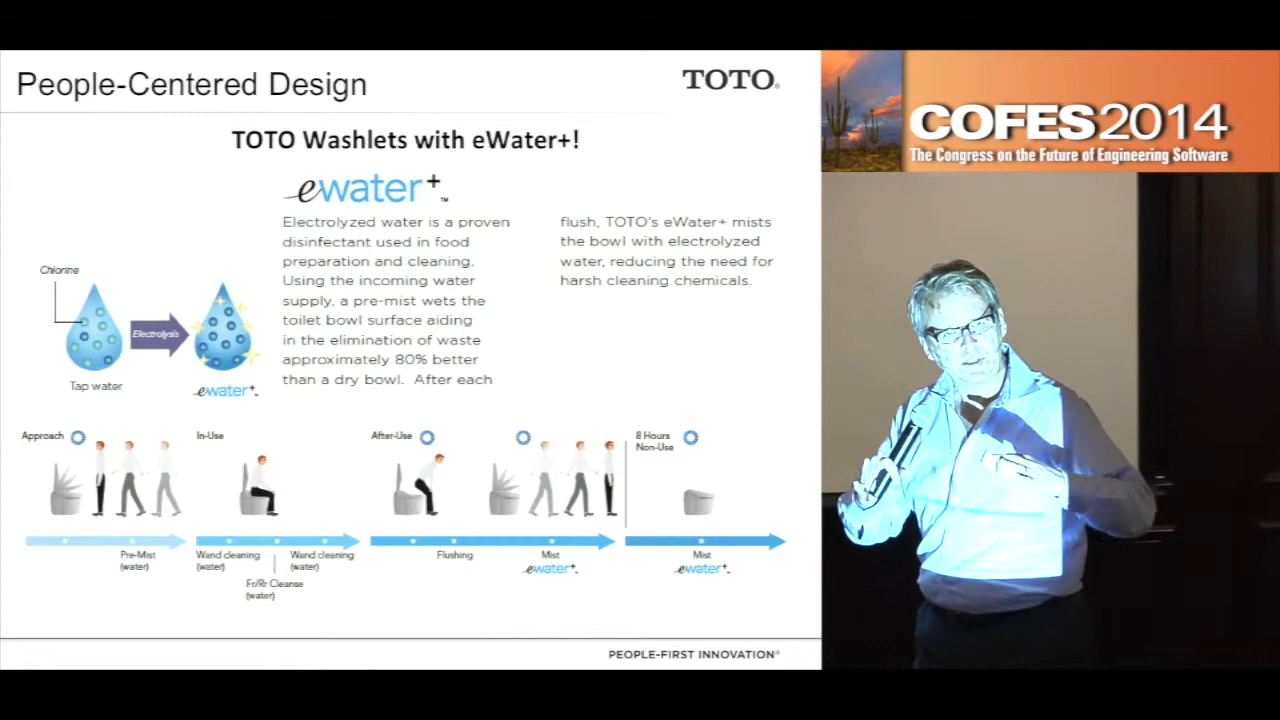 People-Centered Design
TOTO®
TOTO Washlets with eWater+!
ewater+™
Electrolyzed water is a proven
disinfectant used in food
preparation and cleaning.
Using the incoming water
supply, a pre-mist wets the
toilet bowl surface aiding
in the elimination of waste
approximately 80% better
than a dry bowl. After each
flush, TOTO's eWater+ mists
the bowl with electrolyzed
water, reducing the need for
harsh cleaning chemicals.
Chlorine
Electrolysis
Tap water
ewater+™
Approach
In-Use
After-Use
8 Hours
Non-Use
Pre-Mist
(water)
Wand cleaning
(water)
Fr/Rr Cleanse
(water)
Wand cleaning
(water)
Flushing
Mist
ewater+™
Mist
ewater+™
PEOPLE-FIRST INNOVATION®
COFES2014
The Congress on the Future of Engineering Software